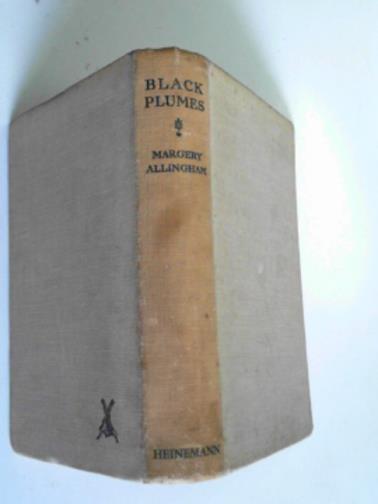 BLACK
PLUMES
MARGERY
ALLINGHAM
HEINEMANN